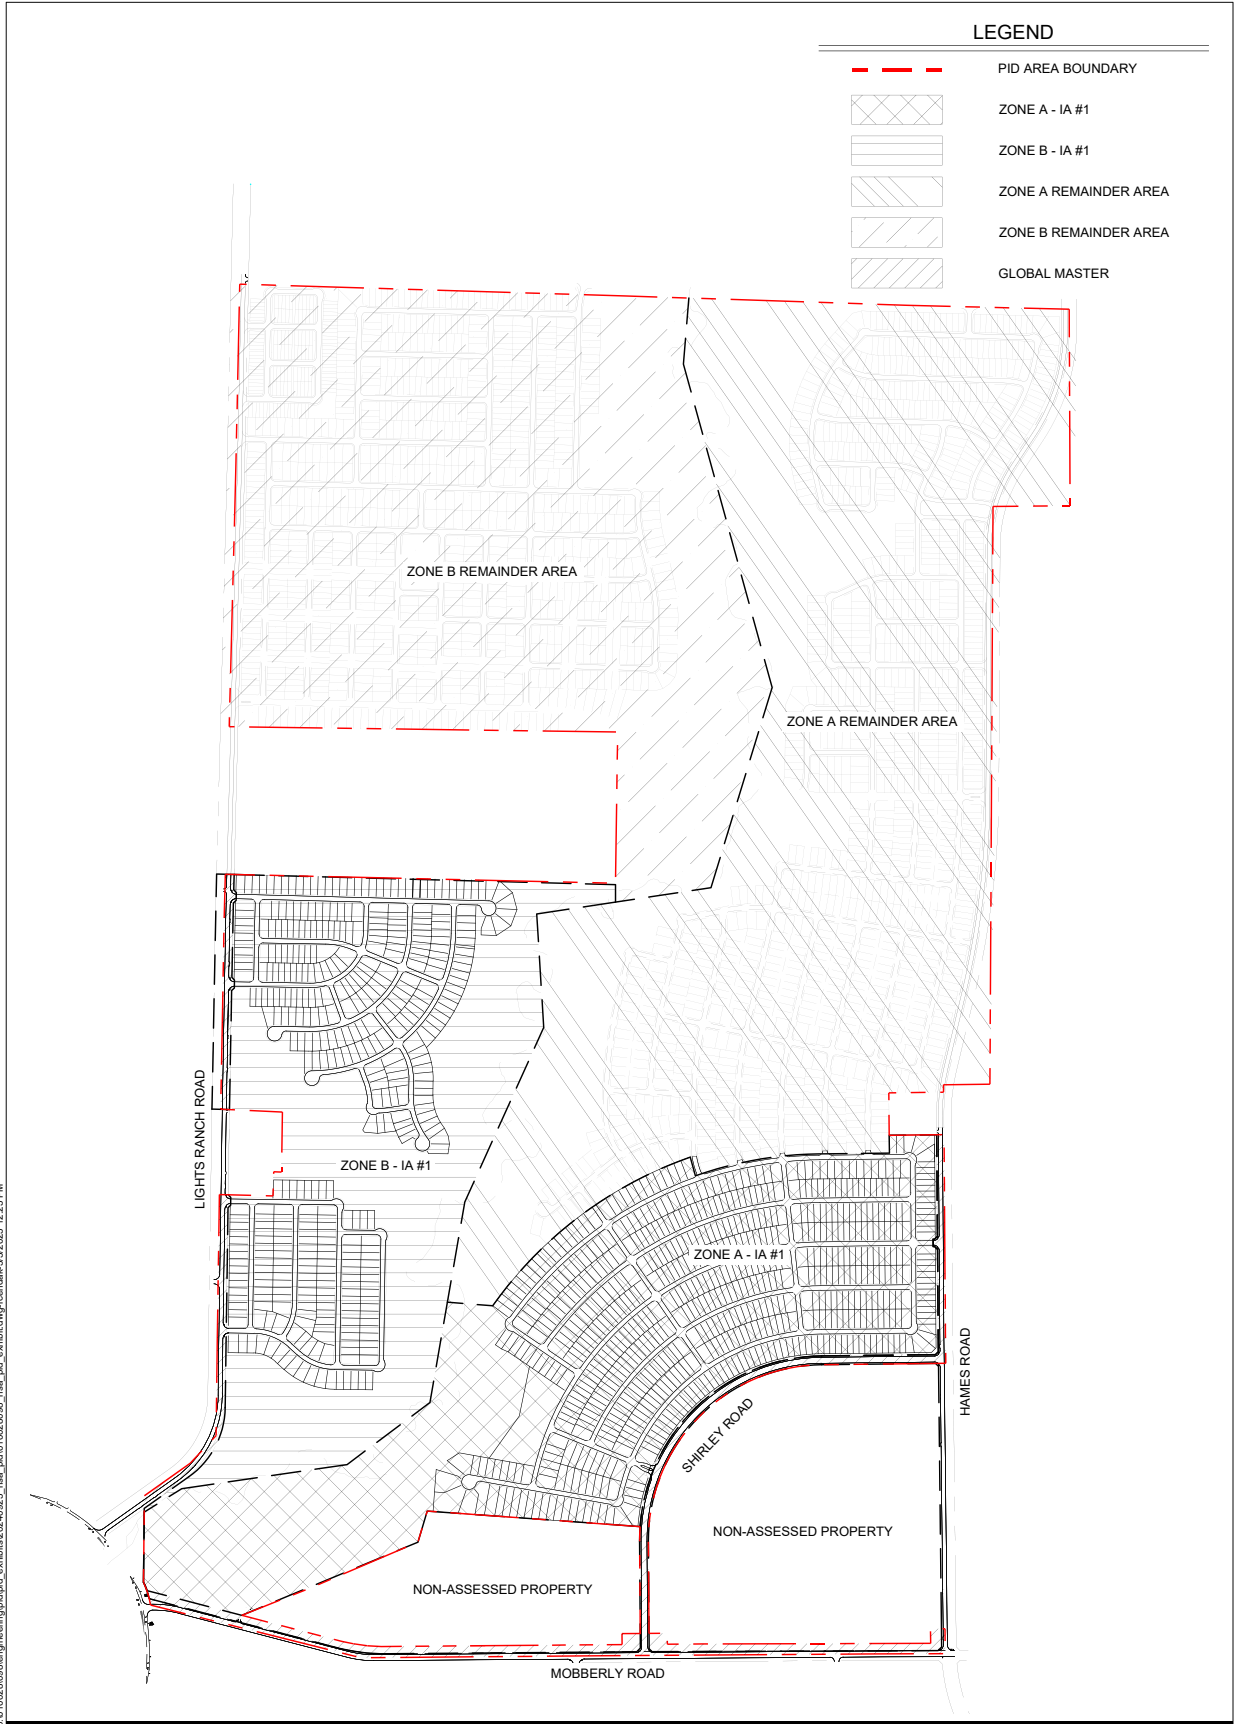 LEGEND
PID AREA BOUNDARY
ZONE A - IA #1
ZONE B - IA #1
ZONE A REMAINDER AREA
ZONE B REMAINDER AREA
GLOBAL MASTER
ZONE B REMAINDER AREA
ZONE A REMAINDER AREA
LIGHTS RANCH ROAD
ZONE B - IA #1
ZONE A - IA #1
HAMES ROAD
SHIRLEY ROAD
NON-ASSESSED PROPERTY
NON-ASSESSED PROPERTY
MOBBERLY ROAD